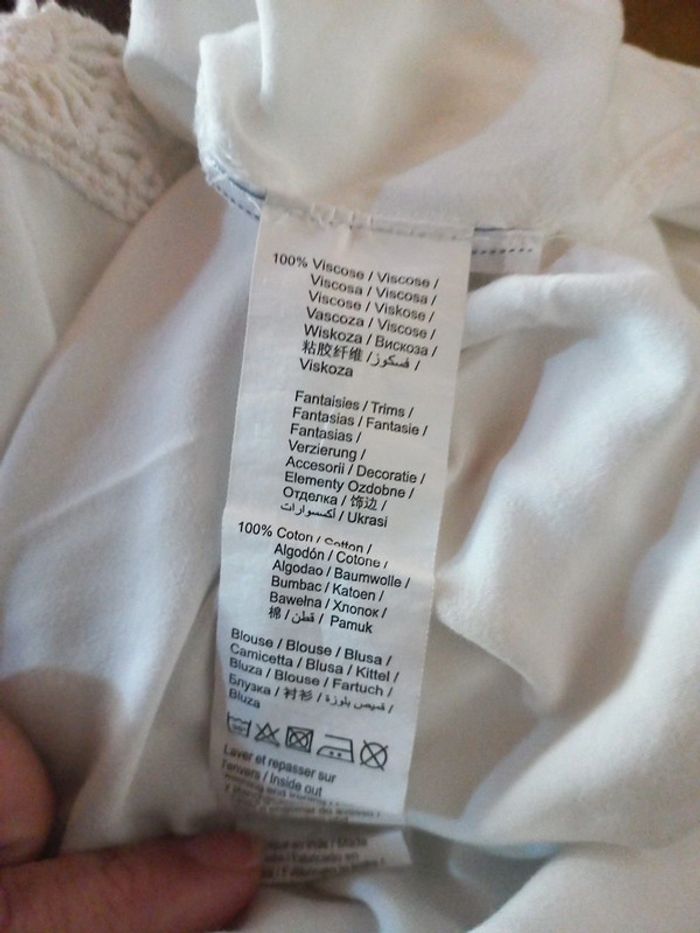 100% Viscose / Viscose /
Viscosa / Viscosa /
Viscose / Viskose /
Vascoza / Viscose /
Wiskoza / Вискоза /
粘胶纤维 / فسكوز /
Viskoza
Fantaisies / Trims /
Fantasias / Fantasie /
Fantasias /
Verzierung /
Accesorii / Decoratie /
Elementy Ozdobne /
Отделка / 饰边 /
أكسسوارات / Ukrasi
100% Coton / Cotton /
Algodón / Cotone /
Algodao / Baumwolle /
Bumbac / Katoen /
Bawełna / Хлопок /
棉 / قطن / Pamuk
Blouse / Blouse / Blusa /
Camicetta / Blusa / Kittel /
Bluza / Blouse / Fartuch /
Блузка / 衬衫 / قميص بلوزة /
Bluza
Laver et repasser sur
l'envers / Inside out